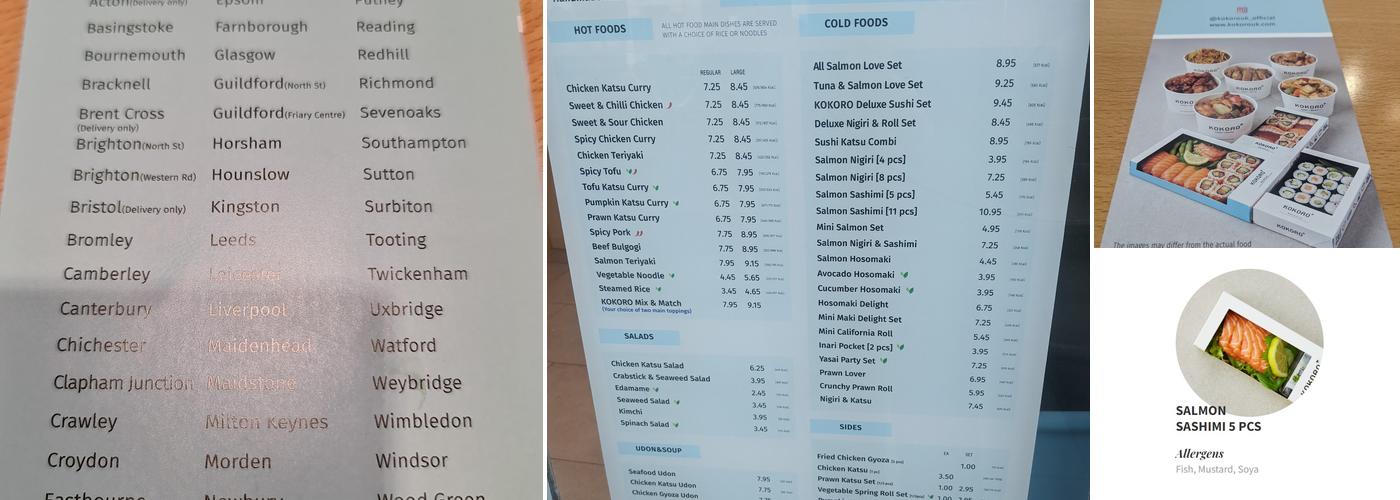 Acton(Delivery only) Epsom Putney
Basingstoke Farnborough Reading
Bournemouth Glasgow Redhill
Bracknell Guildford(North St) Richmond
Brent Cross Guildford(Friary Centre) Sevenoaks
(Delivery only)
Brighton(North St) Horsham Southampton
Brighton(Western Rd) Hounslow Sutton
Bristol(Delivery only) Kingston Surbiton
Bromley Leeds Tooting
Camberley Leicester Twickenham
Canterbury Liverpool Uxbridge
Chichester Maidenhead Watford
Clapham Junction Maidstone Weybridge
Crawley Milton Keynes Wimbledon
Croydon Morden Windsor
Eastbourne Newbury Wood Green
HOT FOODS
ALL HOT FOOD MAIN DISHES ARE SERVED
WITH A CHOICE OF RICE OR NOODLES
REGULAR LARGE
Chicken Katsu Curry 7.25 8.45
Sweet & Chilli Chicken 7.25 8.45
Sweet & Sour Chicken 7.25 8.45
Spicy Chicken Curry 7.25 8.45
Chicken Teriyaki 7.25 8.45
Spicy Tofu 6.75 7.95
Tofu Katsu Curry 6.75 7.95
Pumpkin Katsu Curry 6.75 7.95
Prawn Katsu Curry 6.75 7.95
Spicy Pork 7.75 8.95
Beef Bulgogi 7.75 8.95
Salmon Teriyaki 7.95 9.15
Vegetable Noodle 4.45 5.65
Steamed Rice 3.45 4.65
KOKORO Mix & Match 7.95 9.15
(Your choice of two main toppings)
SALADS
Chicken Katsu Salad 6.25
Crabstick & Seaweed Salad 3.95
Edamame 2.45
Seaweed Salad 3.45
Kimchi 3.95
Spinach Salad 3.45
UDON&SOUP
Seafood Udon 7.95
Chicken Katsu Udon 7.75
Chicken Gyoza Udon
COLD FOODS
All Salmon Love Set 8.95
Tuna & Salmon Love Set 9.25
KOKORO Deluxe Sushi Set 9.45
Deluxe Nigiri & Roll Set 8.45
Sushi Katsu Combi 8.95
Salmon Nigiri [4 pcs] 3.95
Salmon Nigiri [8 pcs] 7.25
Salmon Sashimi [5 pcs] 5.45
Salmon Sashimi [11 pcs] 10.95
Mini Salmon Set 4.95
Salmon Nigiri & Sashimi 7.25
Salmon Hosomaki 4.45
Avocado Hosomaki 3.95
Cucumber Hosomaki 3.95
Hosomaki Delight 6.75
Mini Maki Delight Set 7.25
Mini California Roll 5.45
Inari Pocket [2 pcs] 3.95
Yasai Party Set 7.25
Prawn Lover 6.95
Crunchy Prawn Roll 5.95
Nigiri & Katsu 7.45
SIDES
EA SET
Fried Chicken Gyoza 1.00
Chicken Katsu 3.50
Prawn Katsu Set 1.00 2.95
Vegetable Spring Roll Set
@kokorouk_official
www.kokorouk.com
KOKORO
KOKORO
KOKORO
KOKORO
KOKORO
The images may differ from the actual food
KOKORO
SALMON
SASHIMI 5 PCS
Allergens
Fish, Mustard, Soya